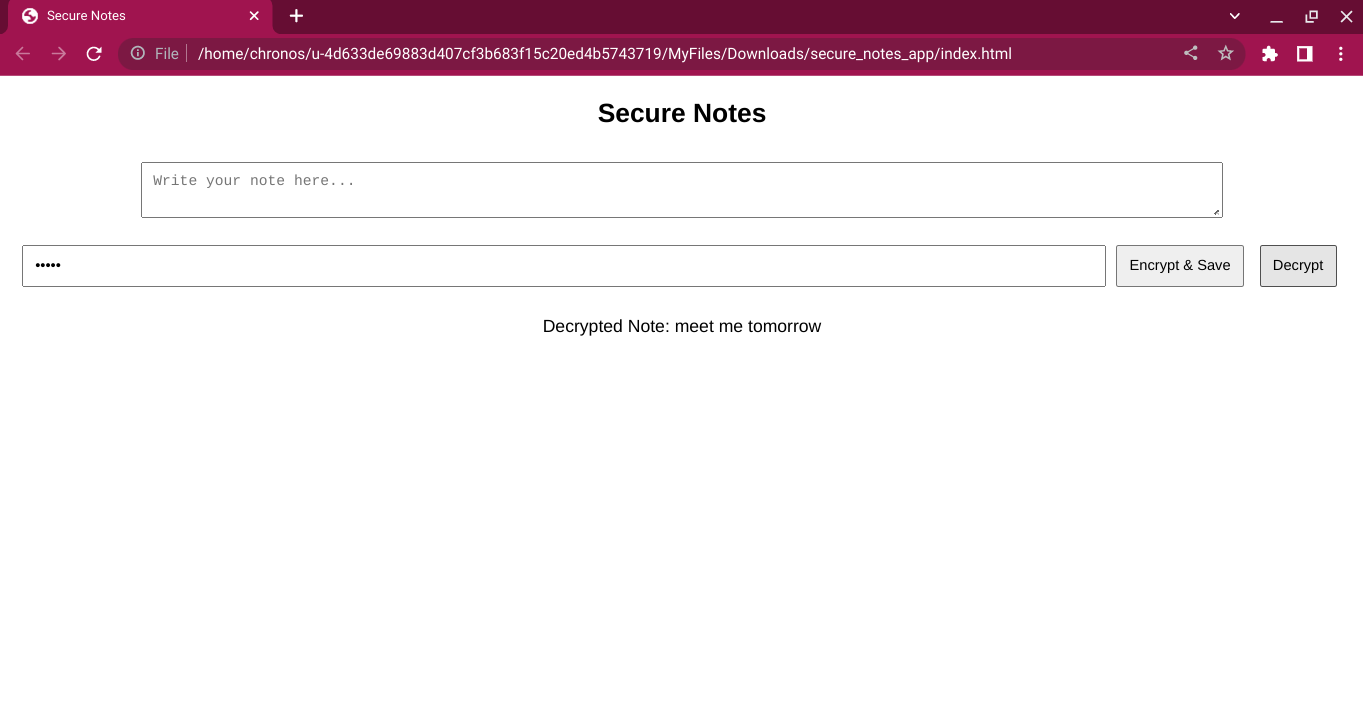 Secure Notes
File /home/chronos/u-4d633de69883d407cf3b683f15c20ed4b5743719/MyFiles/Downloads/secure_notes_app/index.html
Secure Notes
Write your note here...
••••• Encrypt & Save Decrypt
Decrypted Note: meet me tomorrow